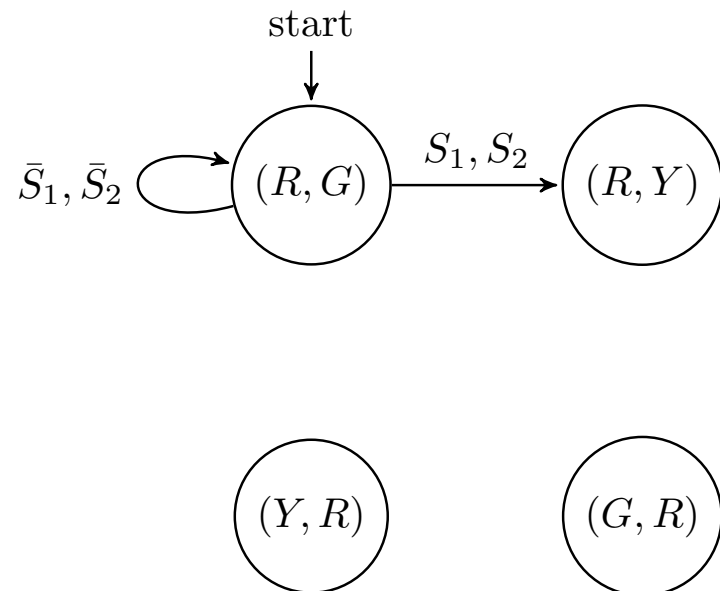 start
S̄₁, S̄₂
(R, G)
S₁, S₂
(R, Y)
(Y, R)
(G, R)